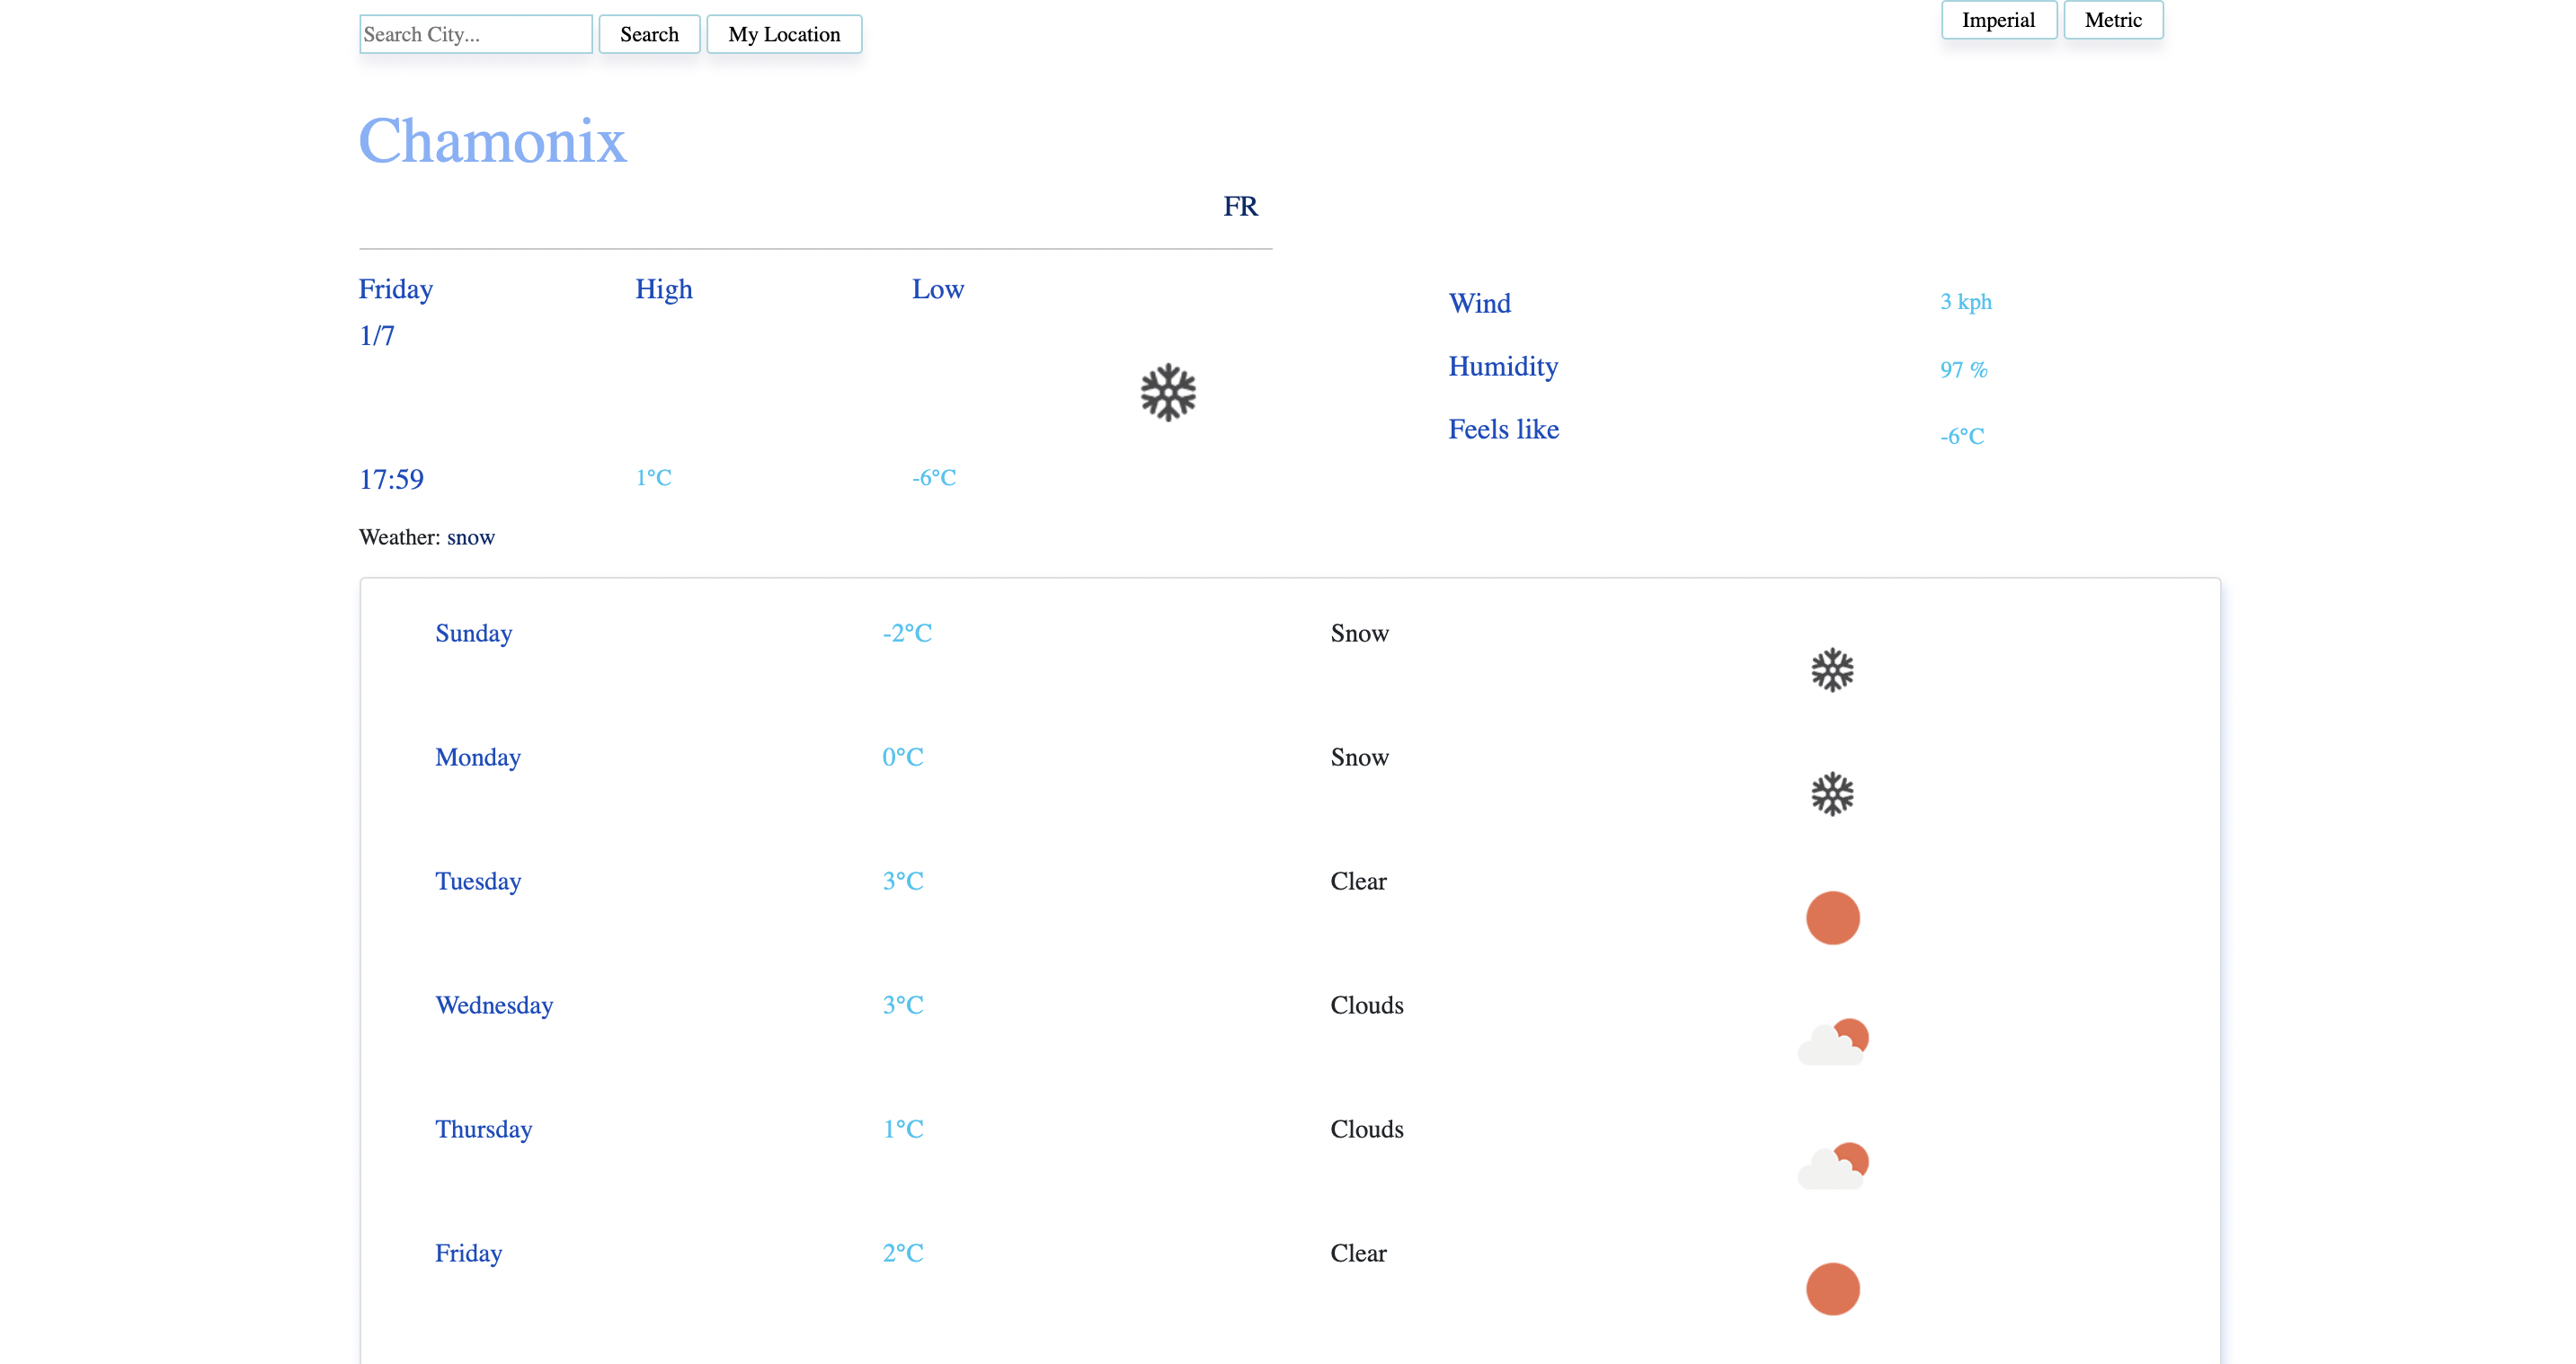 Search City... Search My Location Imperial Metric
Chamonix
FR
Friday High Low
1/7
Wind 3 kph
Humidity 97 %
Feels like -6°C
17:59 1°C -6°C
Weather: snow
Sunday -2°C Snow
Monday 0°C Snow
Tuesday 3°C Clear
Wednesday 3°C Clouds
Thursday 1°C Clouds
Friday 2°C Clear